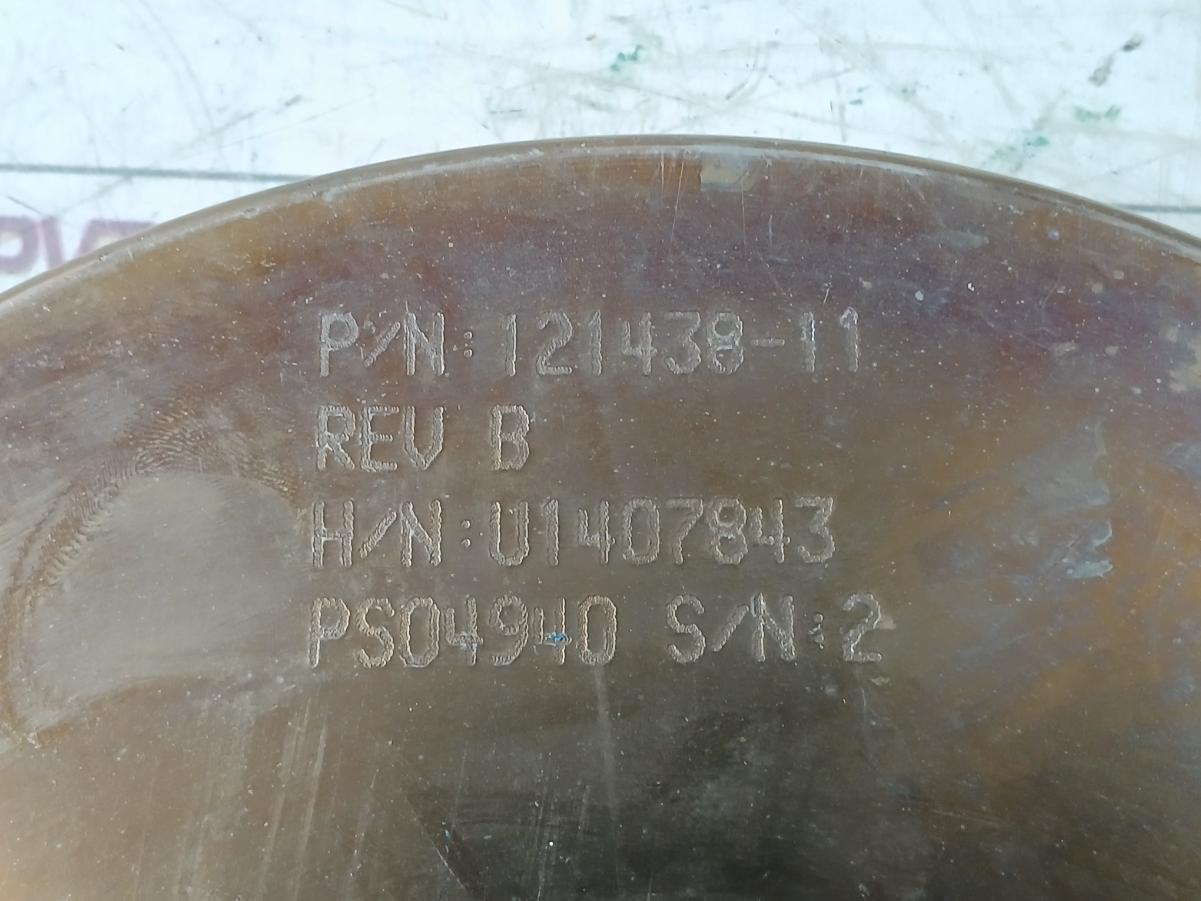 P/N:121438-11
REV B
H/N:U1407843
PS04940 S/N:2